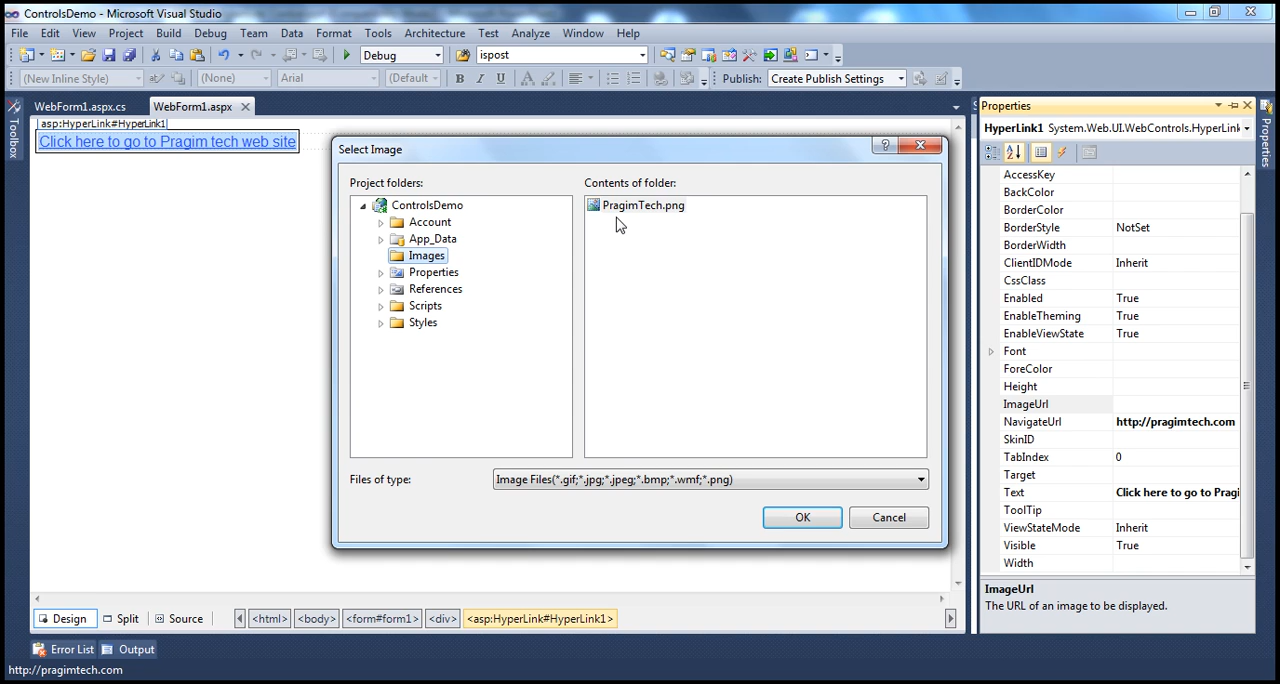 ControlsDemo - Microsoft Visual Studio
File Edit View Project Build Debug Team Data Format Tools Architecture Test Analyze Window Help
Debug ispost
(New Inline Style) (None) Arial (Default B I U A Publish: Create Publish Settings
WebForm1.aspx.cs WebForm1.aspx
asp:HyperLink#HyperLink1
Click here to go to Pragim tech web site
Toolbox
Select Image
Project folders:
ControlsDemo
Account
App_Data
Images
Properties
References
Scripts
Styles
Contents of folder:
PragimTech.png
Files of type: Image Files(*.gif;*.jpg;*.jpeg;*.bmp;*.wmf;*.png)
OK Cancel
Properties
HyperLink1 System.Web.UI.WebControls.HyperLink
AccessKey
BackColor
BorderColor
BorderStyle NotSet
BorderWidth
ClientIDMode Inherit
CssClass
Enabled True
EnableTheming True
EnableViewState True
Font
ForeColor
Height
ImageUrl
NavigateUrl http://pragimtech.com
SkinID
TabIndex 0
Target
Text Click here to go to Pragi
ToolTip
ViewStateMode Inherit
Visible True
Width
ImageUrl
The URL of an image to be displayed.
Properties
Design Split Source <html> <body> <form#form1> <div> <asp:HyperLink#HyperLink1>
Error List Output
http://pragimtech.com